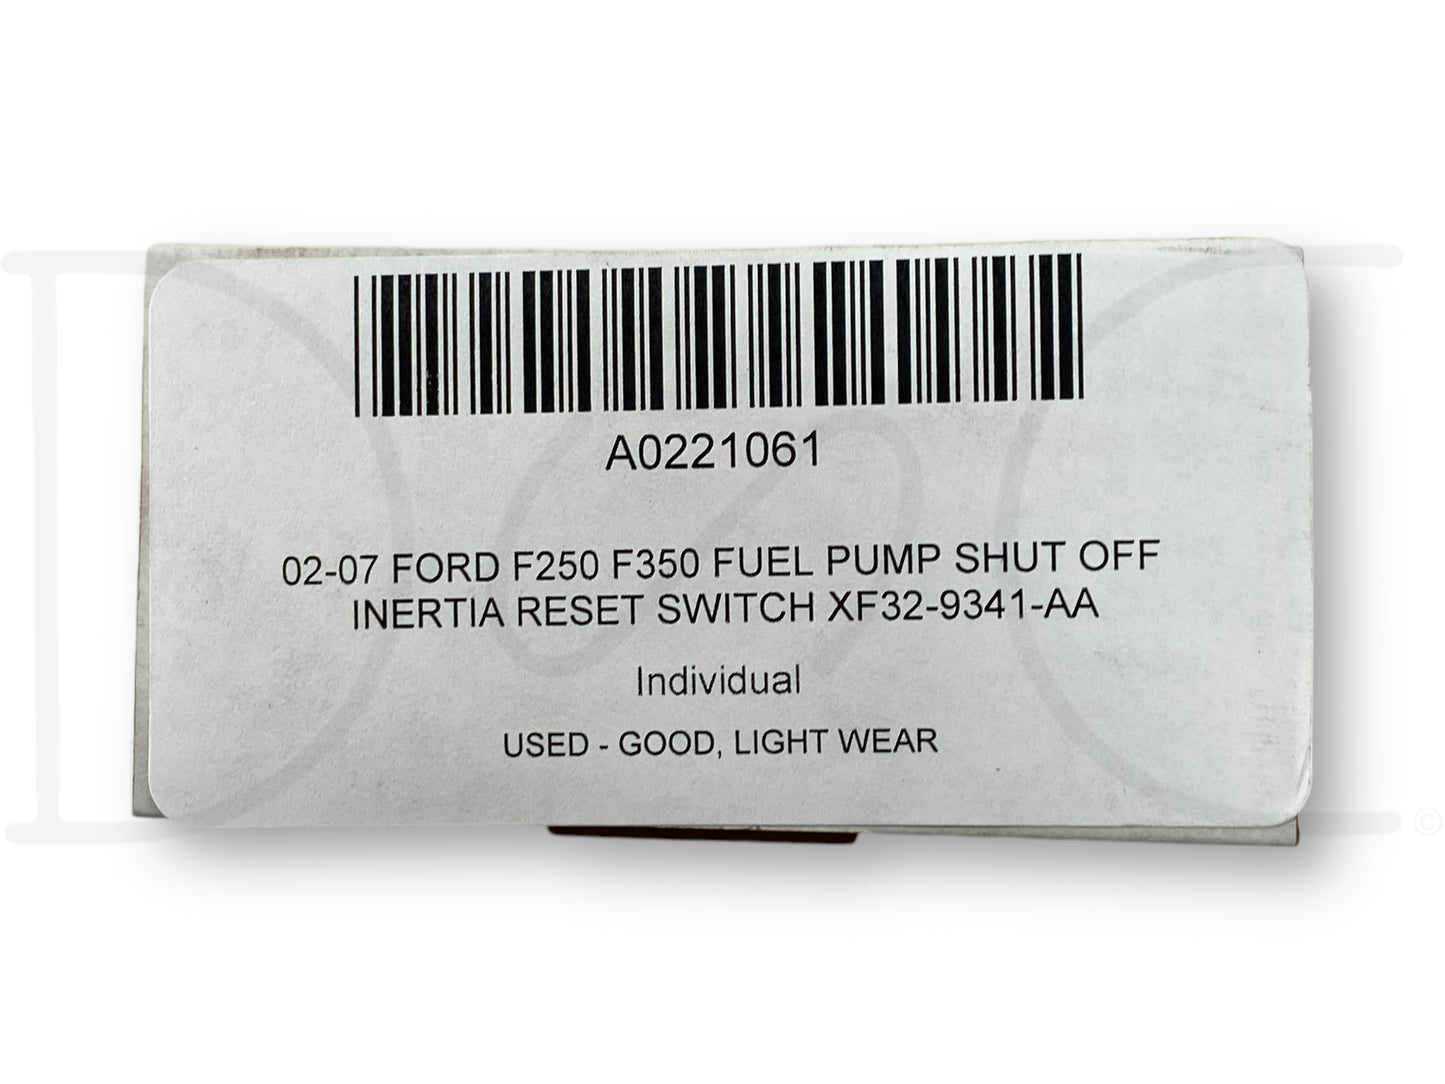 A0221061
02-07 FORD F250 F350 FUEL PUMP SHUT OFF
INERTIA RESET SWITCH XF32-9341-AA
Individual
USED - GOOD, LIGHT WEAR
©